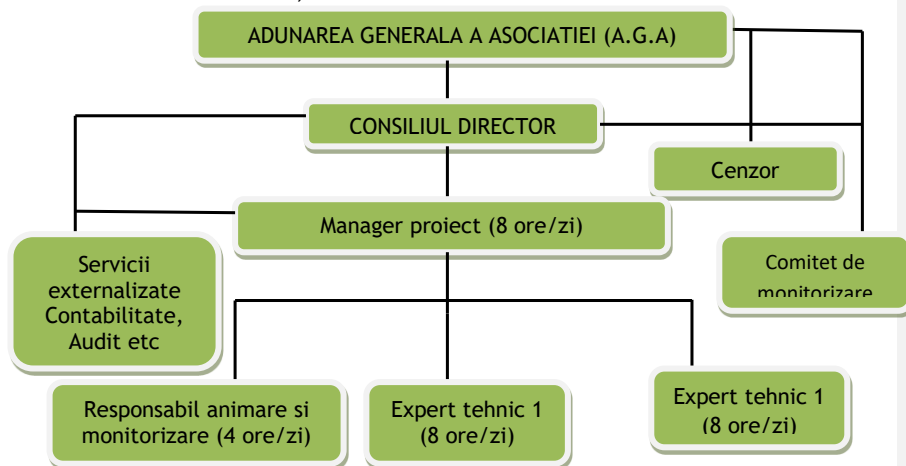 ADUNAREA GENERALA A ASOCIATIEI (A.G.A)
CONSILIUL DIRECTOR
Cenzor
Manager proiect (8 ore/zi)
Servicii
externalizate
Contabilitate,
Audit etc
Comitet de
monitorizare
Responsabil animare si
monitorizare (4 ore/zi)
Expert tehnic 1
(8 ore/zi)
Expert tehnic 1
(8 ore/zi)